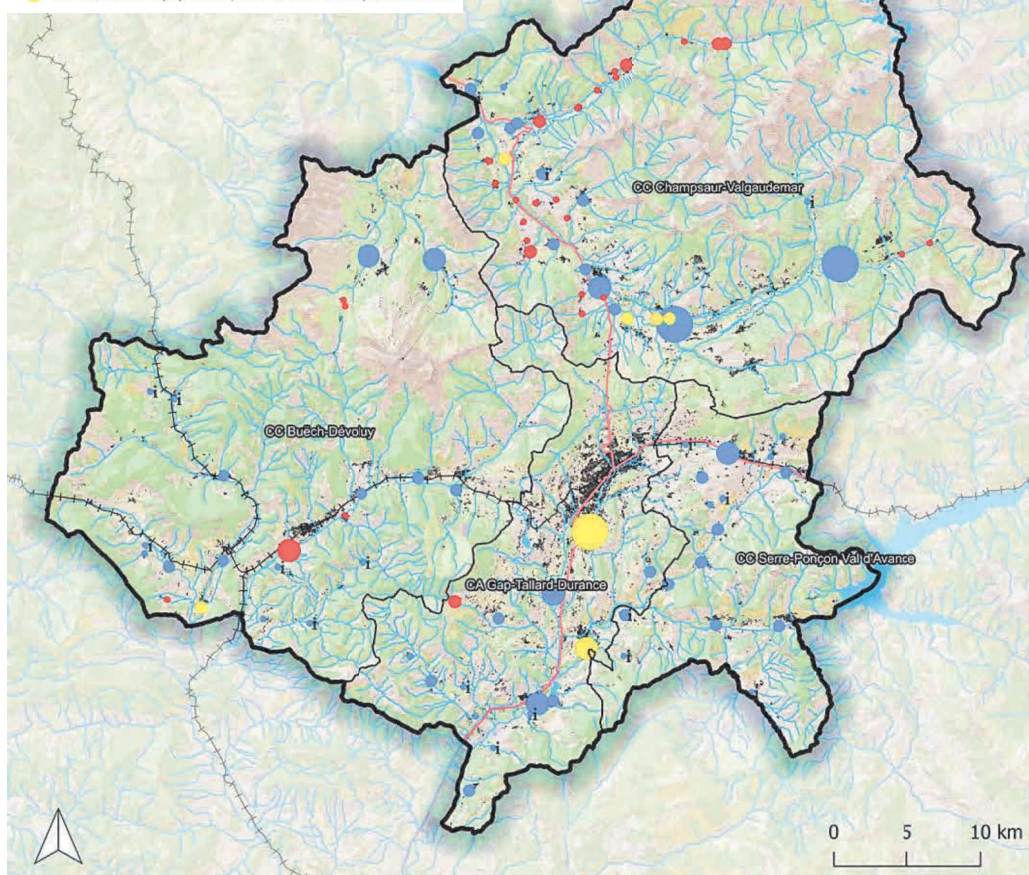 CC Champsaur-Valgaudemar
i
i
i
i
CC Buëch-Dévoluy
i
i
CC Serre-Ponçon Val d'Avance
i
i
CA Gap-Tallard-Durance
i
i
i
i
i
i
i
0 5 10 km